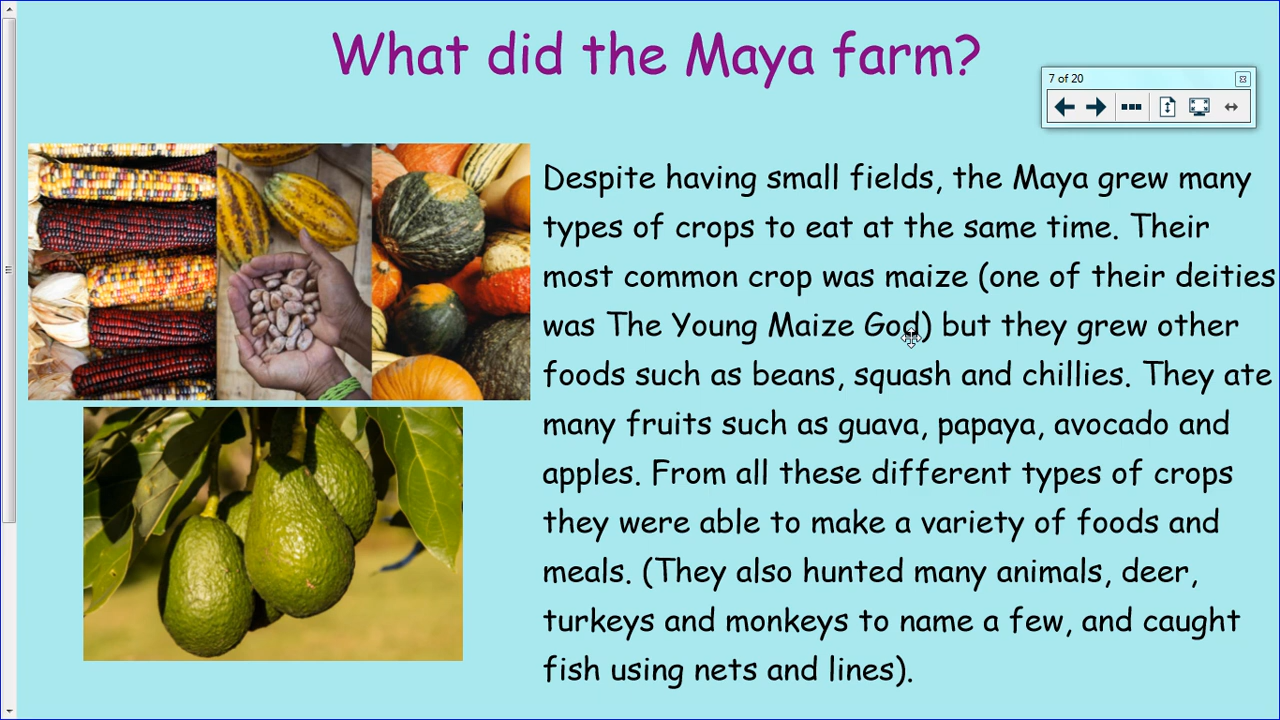 What did the Maya farm?
7 of 20
Despite having small fields, the Maya grew many
types of crops to eat at the same time. Their
most common crop was maize (one of their deities
was The Young Maize God) but they grew other
foods such as beans, squash and chillies. They ate
many fruits such as guava, papaya, avocado and
apples. From all these different types of crops
they were able to make a variety of foods and
meals. (They also hunted many animals, deer,
turkeys and monkeys to name a few, and caught
fish using nets and lines).